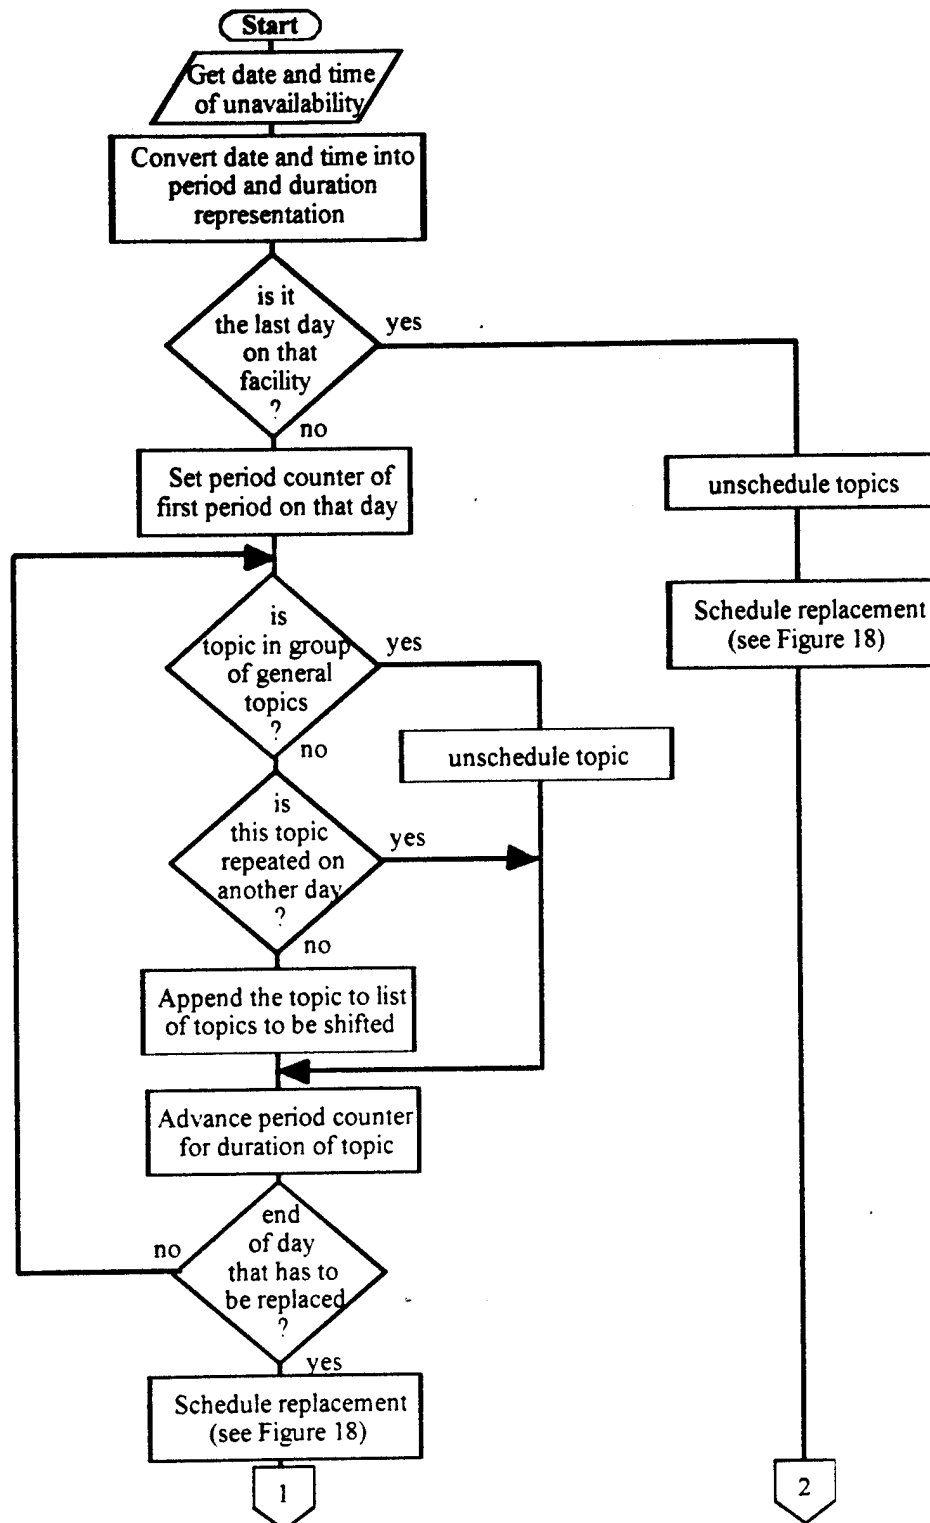 Start
Get date and time
of unavailability
Convert date and time into
period and duration
representation
is it
the last day
on that
facility
?
yes
no
Set period counter of
first period on that day
unschedule topics
Schedule replacement
(see Figure 18)
is
topic in group
of general
topics
?
yes
no
unschedule topic
is
this topic
repeated on
another day
?
yes
no
Append the topic to list
of topics to be shifted
Advance period counter
for duration of topic
end
of day
that has to
be replaced
?
no
yes
Schedule replacement
(see Figure 18)
1
2